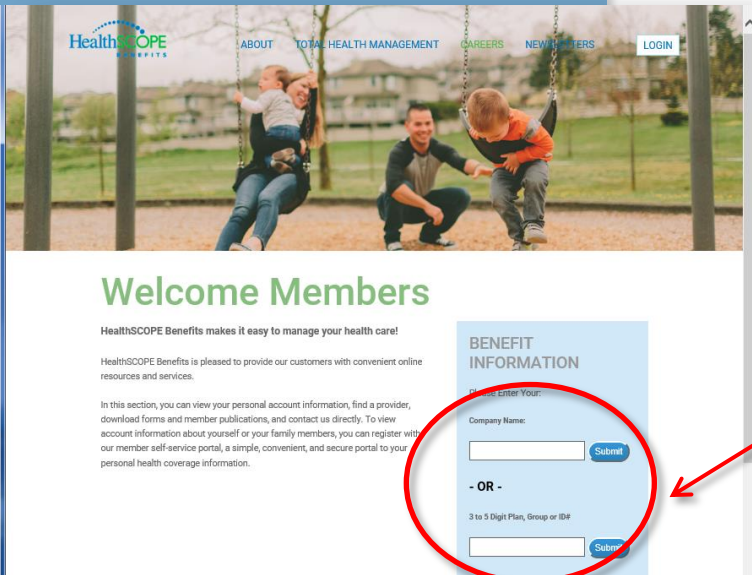 HealthSCOPE
BENEFITS
ABOUT TOTAL HEALTH MANAGEMENT CAREERS NEWSLETTERS LOGIN
Welcome Members
HealthSCOPE Benefits makes it easy to manage your health care!
HealthSCOPE Benefits is pleased to provide our customers with convenient online
resources and services.
In this section, you can view your personal account information, find a provider,
download forms and member publications, and contact us directly. To view
account information about yourself or your family members, you can register with
our member self-service portal, a simple, convenient, and secure portal to your
personal health coverage information.
BENEFIT
INFORMATION
Please Enter Your:
Company Name:
Submit
- OR -
3 to 5 Digit Plan, Group or ID#
Submit